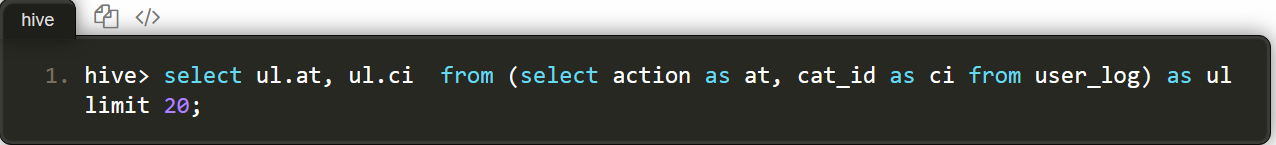 hive
1. hive> select ul.at, ul.ci  from (select action as at, cat_id as ci from user_log) as ul
limit 20;